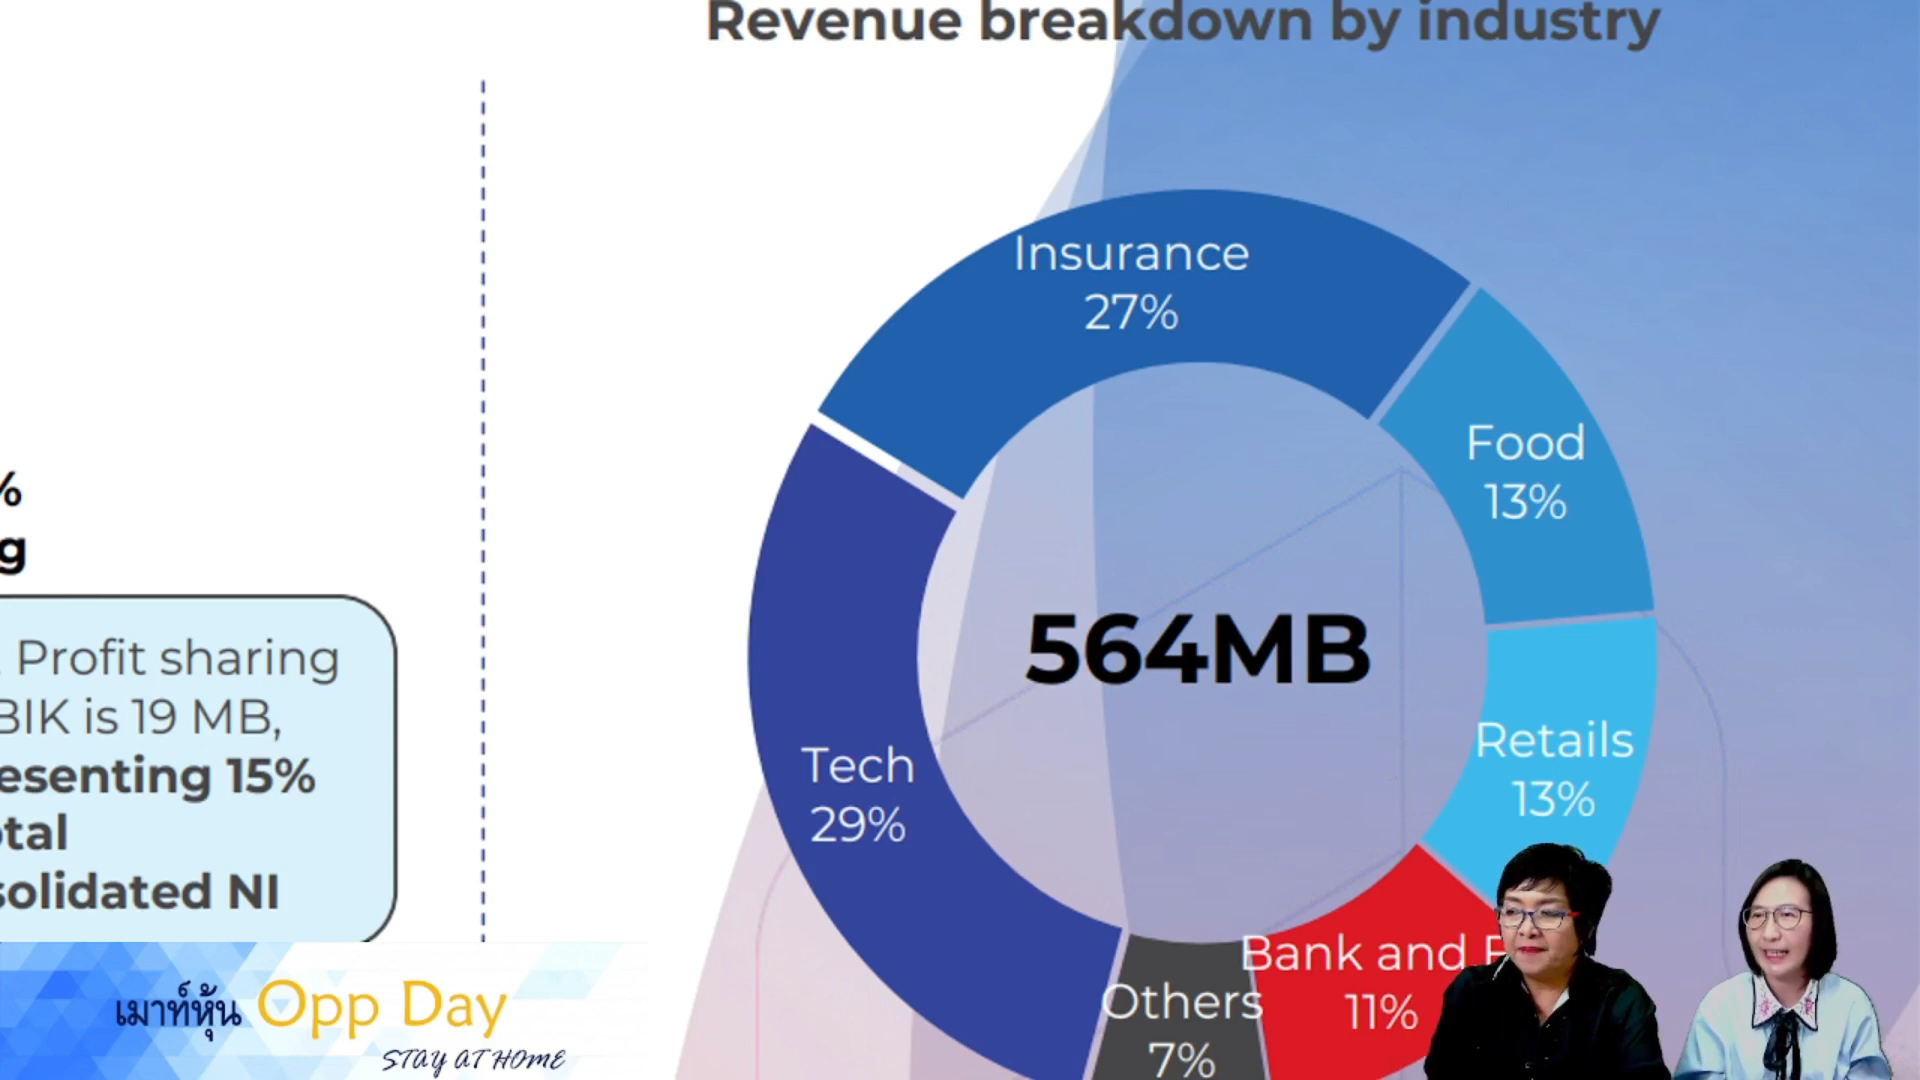 Revenue breakdown by industry
Insurance
27%
Food
13%
%
g
Profit sharing
BIK is 19 MB,
esenting 15%
tal
solidated NI
564MB
Retails
13%
Tech
29%
Bank and F
11%
Others
7%
เมาท์หุ้น Opp Day
STAY AT HOME